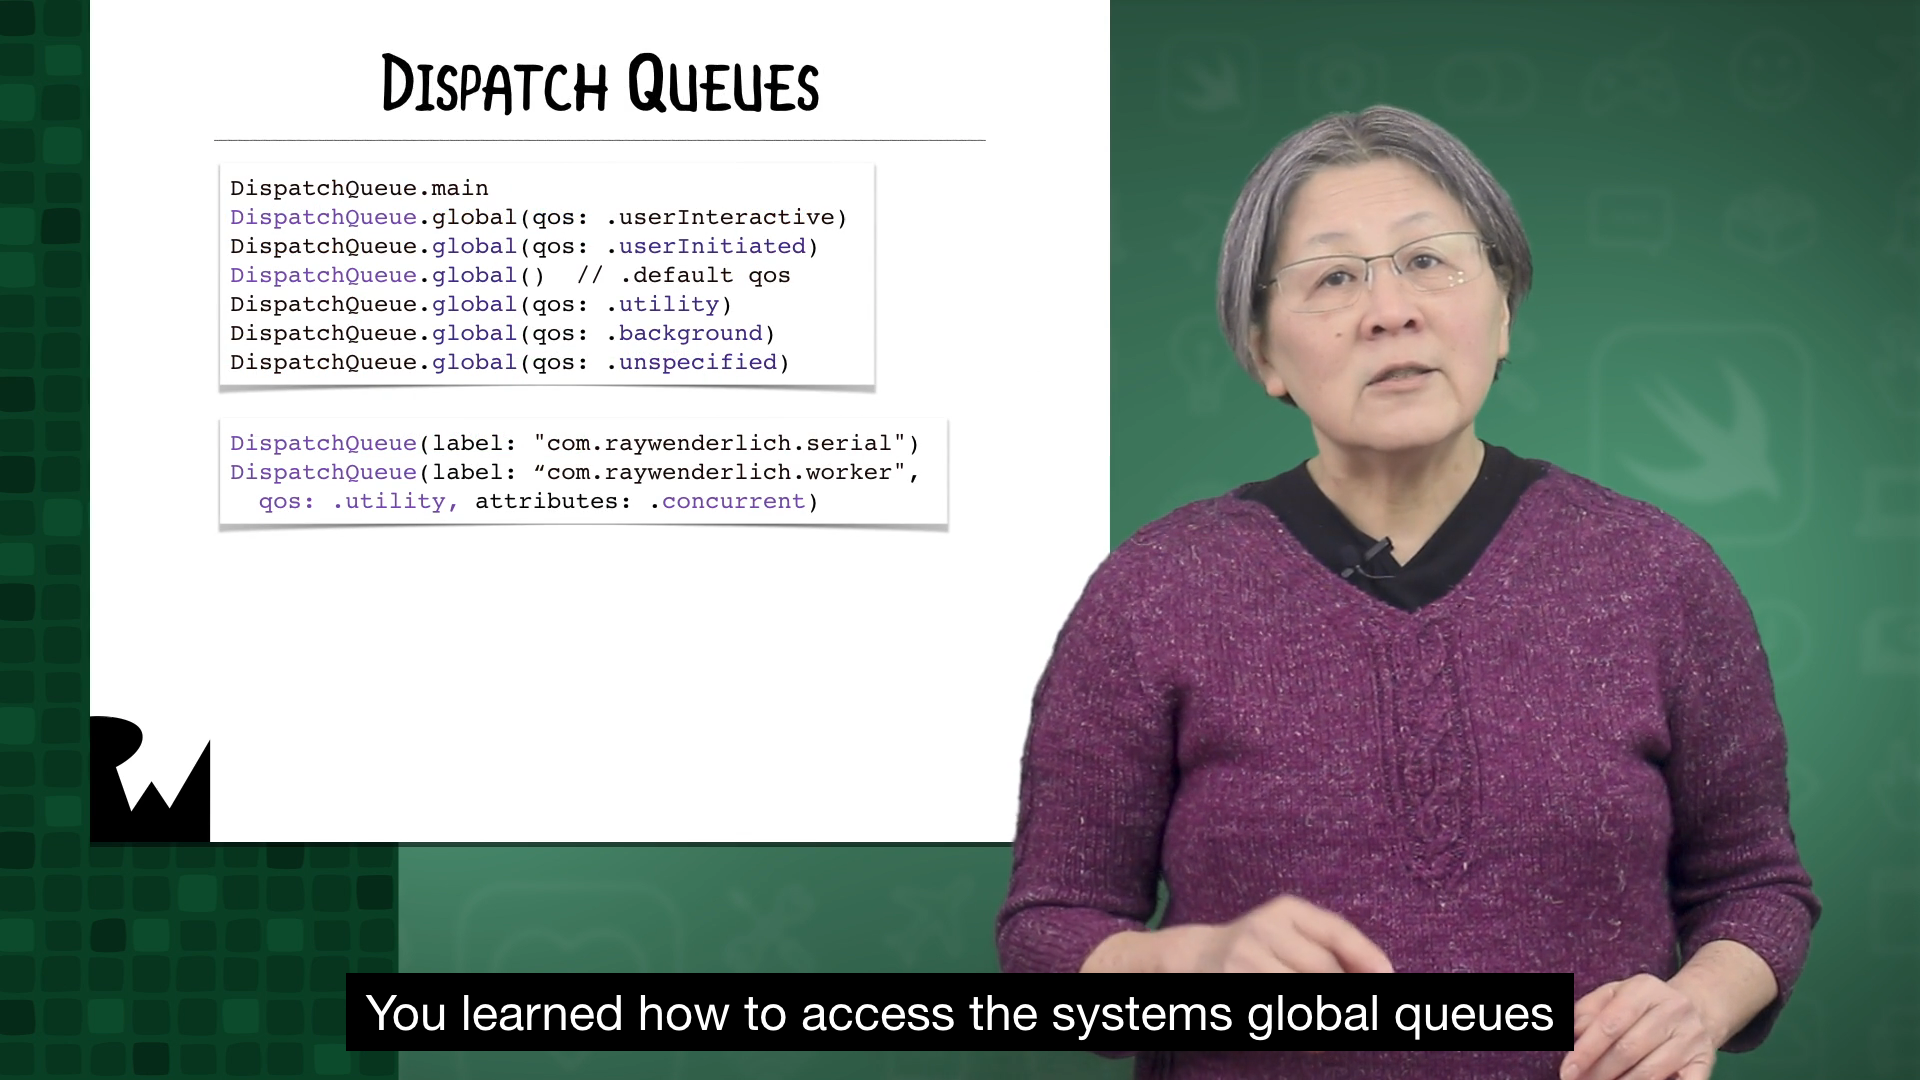 DISPATCH QUEUES
DispatchQueue.main
DispatchQueue.global(qos: .userInteractive)
DispatchQueue.global(qos: .userInitiated)
DispatchQueue.global()  // .default qos
DispatchQueue.global(qos: .utility)
DispatchQueue.global(qos: .background)
DispatchQueue.global(qos: .unspecified)
DispatchQueue(label: "com.raywenderlich.serial")
DispatchQueue(label: “com.raywenderlich.worker",
  qos: .utility, attributes: .concurrent)
RW
You learned how to access the systems global queues